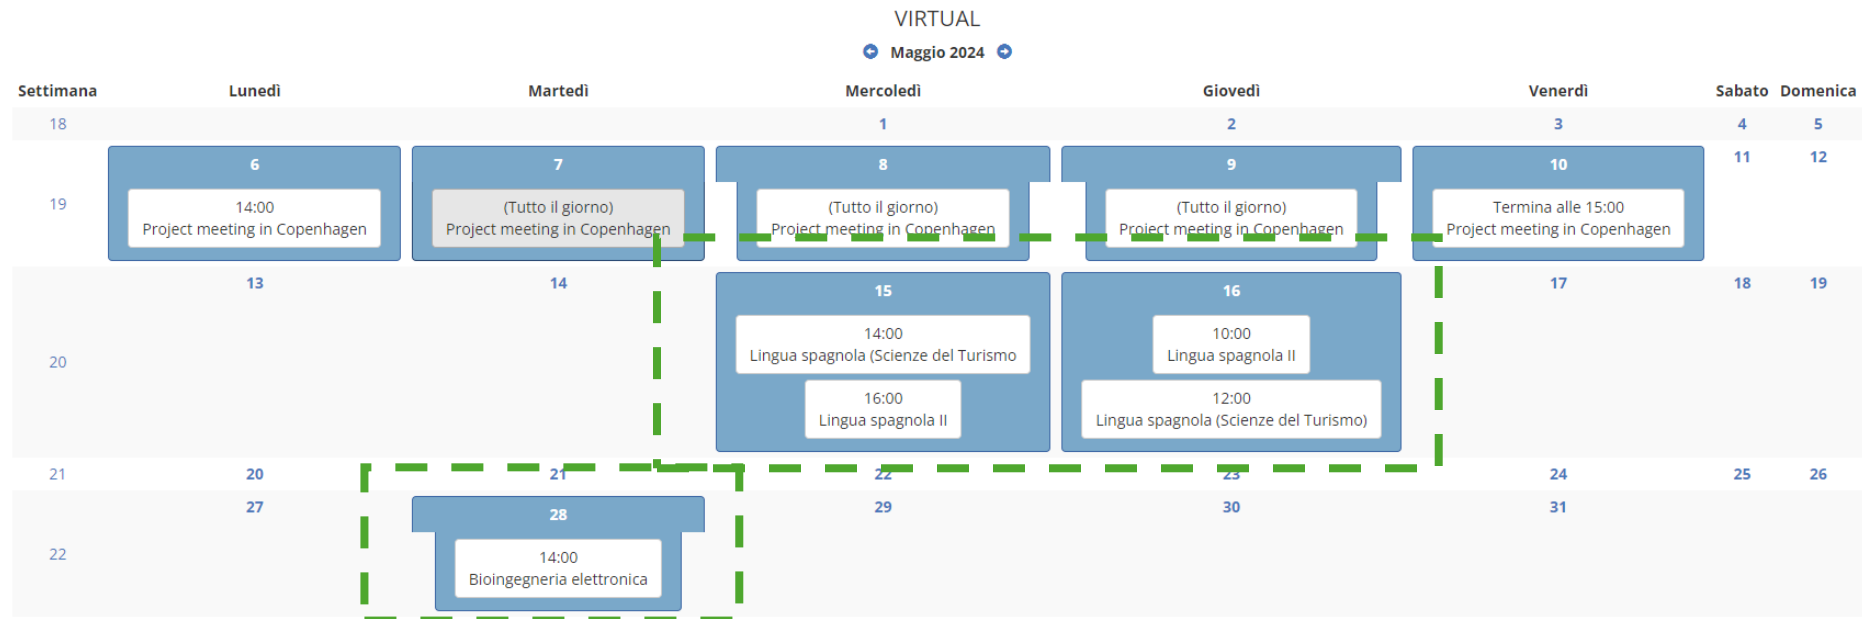 VIRTUAL
Maggio 2024
Settimana Lunedì Martedì Mercoledì Giovedì Venerdì Sabato Domenica
18 1 2 3 4 5
6 7 8 9 10 11 12
19
14:00 (Tutto il giorno) (Tutto il giorno) (Tutto il giorno) Termina alle 15:00
Project meeting in Copenhagen Project meeting in Copenhagen Project meeting in Copenhagen Project meeting in Copenhagen Project meeting in Copenhagen
13 14 15 16 17 18 19
14:00 10:00
Lingua spagnola (Scienze del Turismo Lingua spagnola II
20
16:00 12:00
Lingua spagnola II Lingua spagnola (Scienze del Turismo)
21 20 21 22 23 24 25 26
27 28 29 30 31
22
14:00
Bioingegneria elettronica